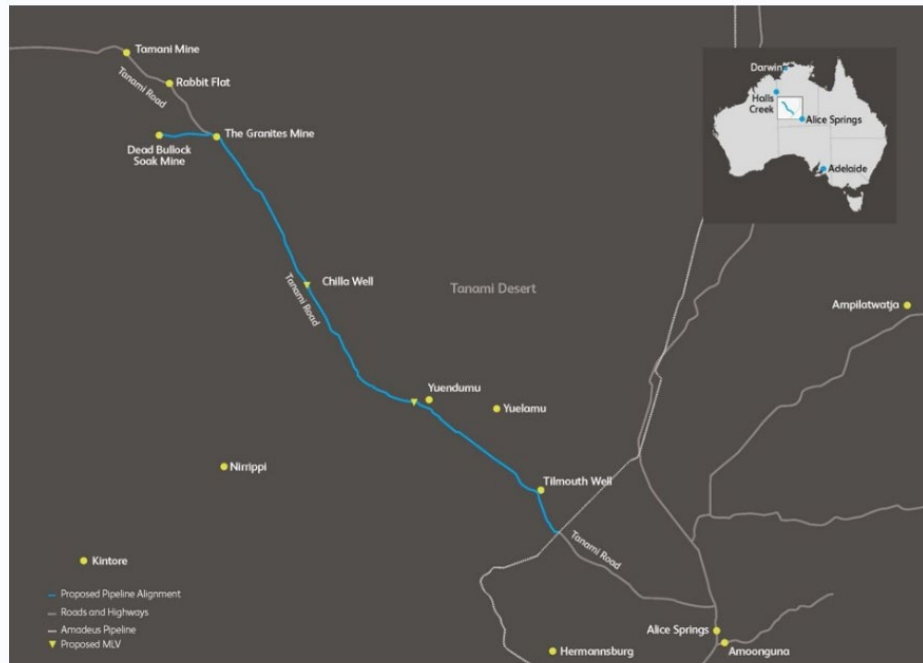 Tamani Mine
Tanami Road
Rabbit Flat
The Granites Mine
Dead Bullock
Soak Mine
Chilla Well
Tanami Road
Tanami Desert
Yuendumu
Yuelamu
Ampilatwatja
Nirrippi
Tilmouth Well
Tanami Road
Kintore
Alice Springs
Amoonguna
Hermannsburg
Proposed Pipeline Alignment
Roads and Highways
Amadeus Pipeline
Proposed MLV
Darwin
Halls
Creek
Alice Springs
Adelaide